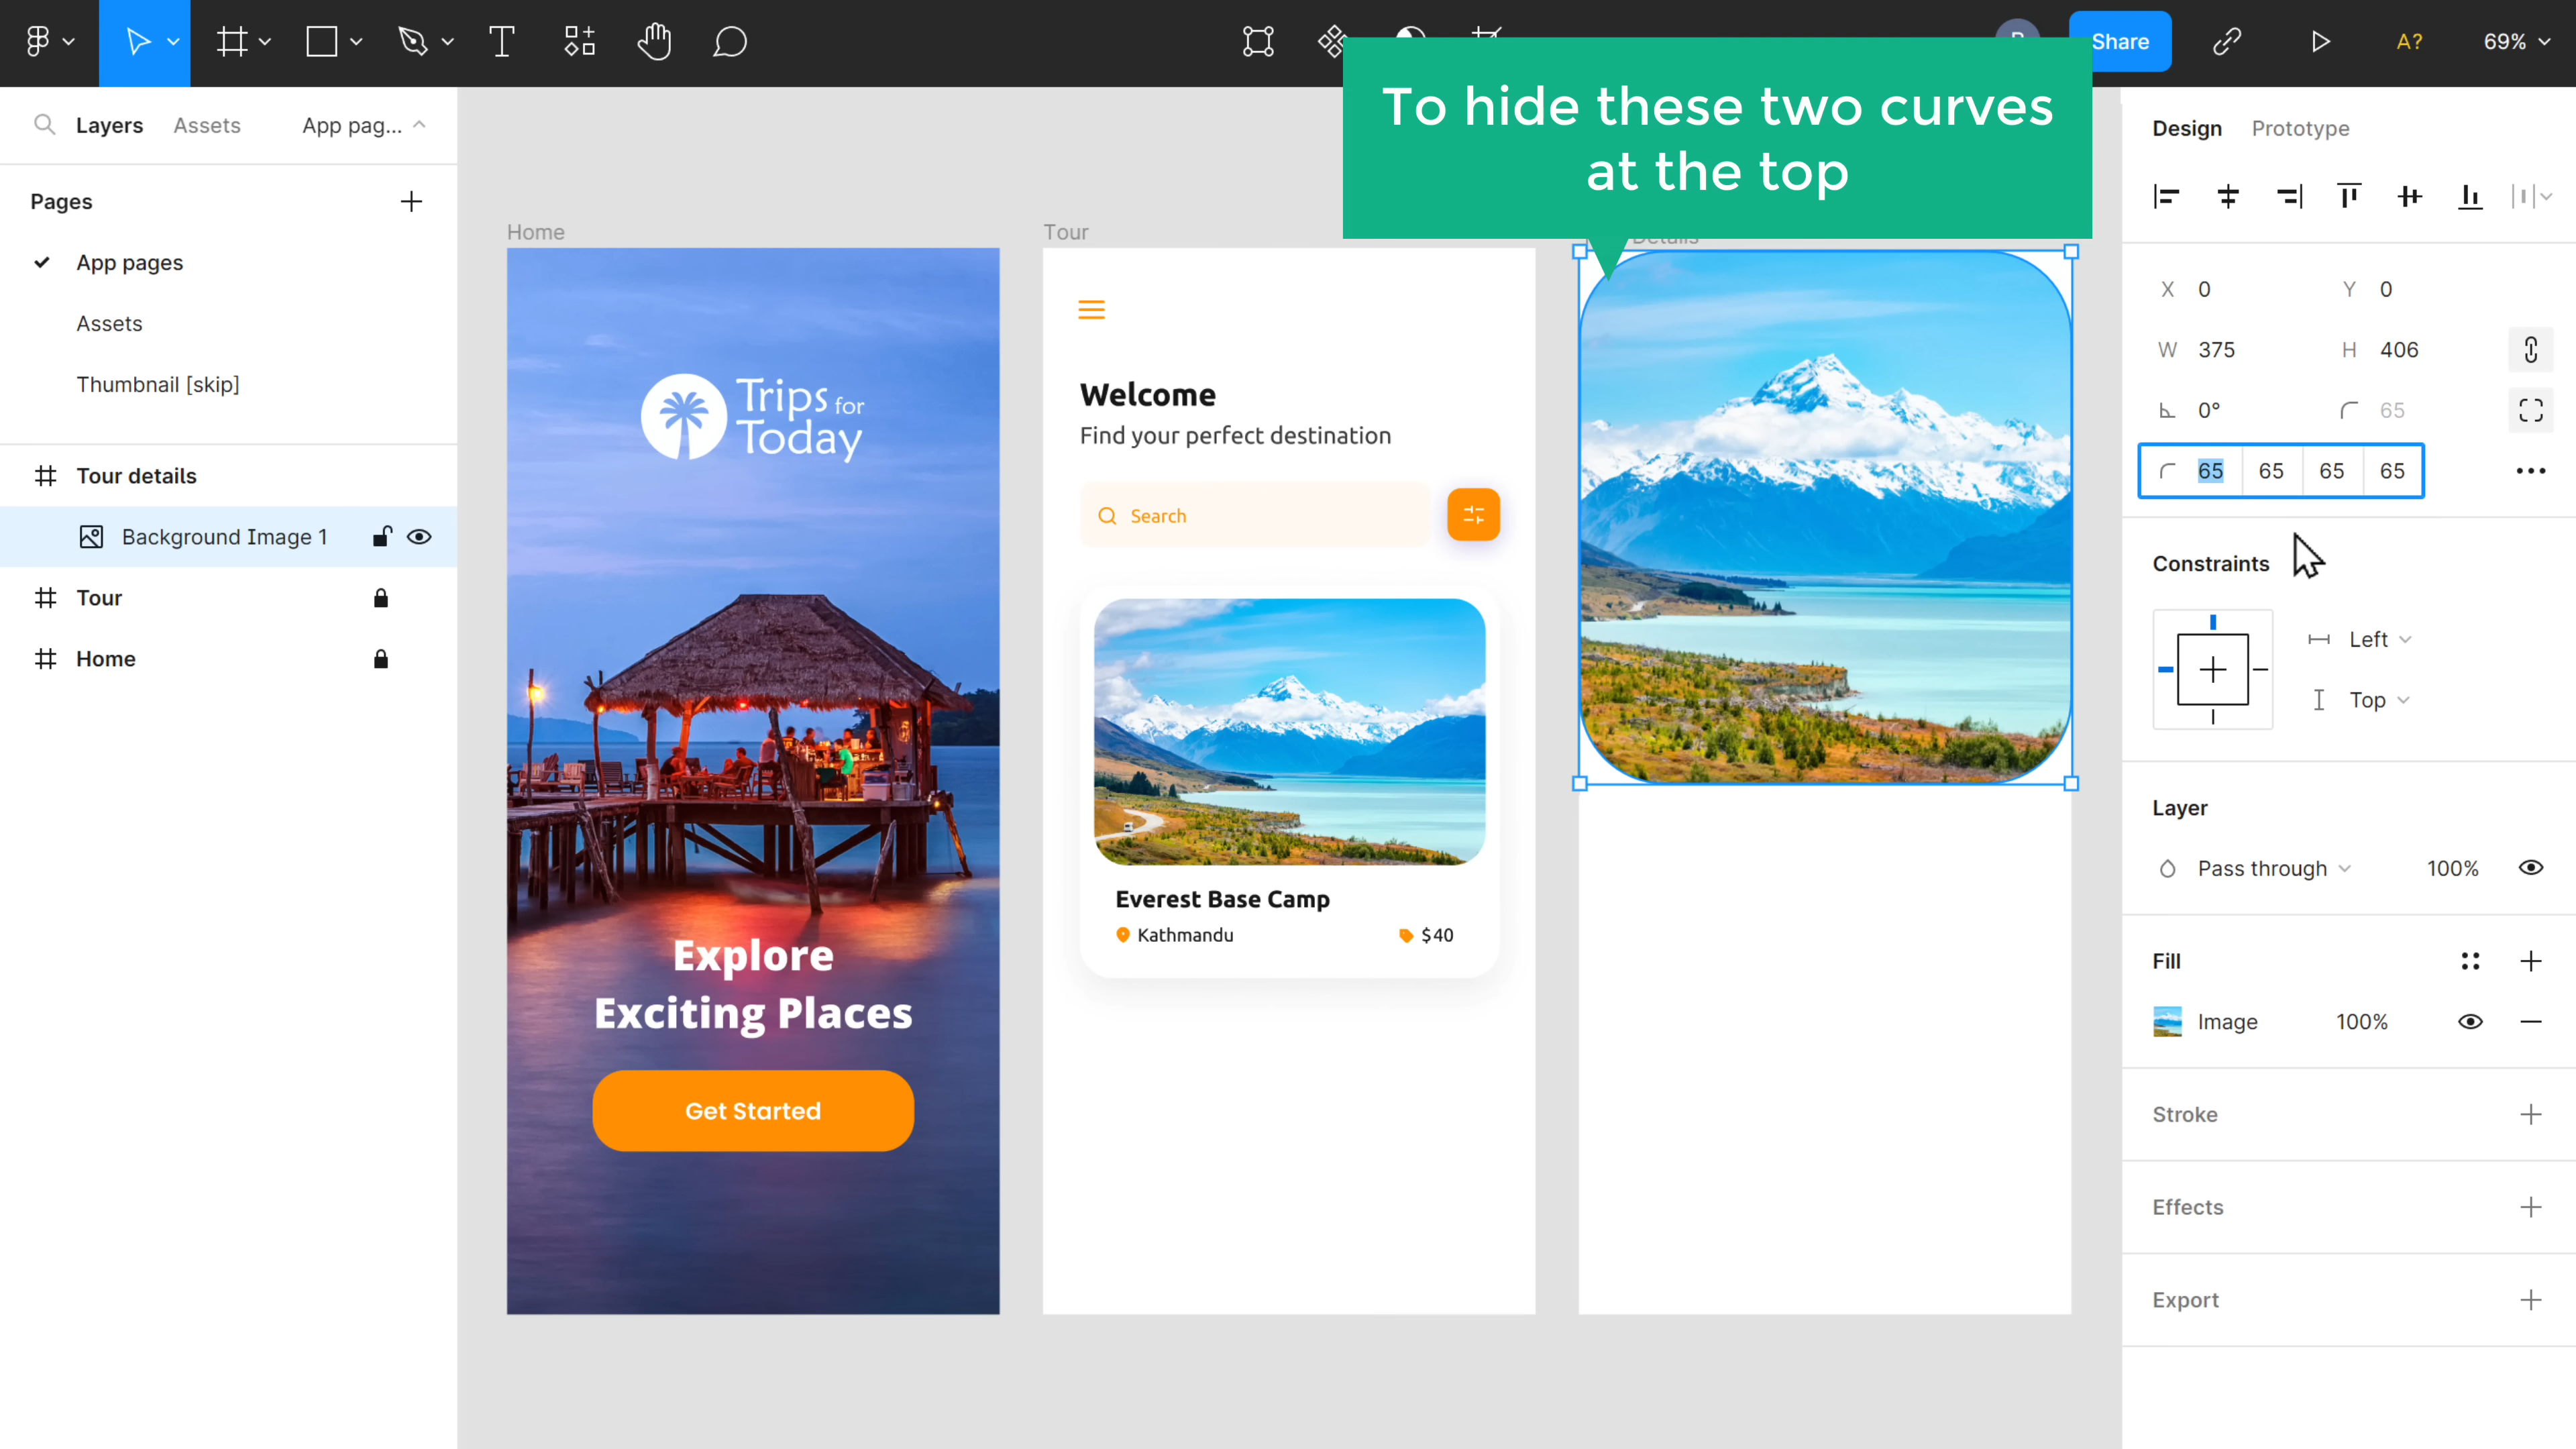 Share
A?
69%
To hide these two curves
at the top
Layers
Assets
App pag...
Pages
App pages
Assets
Thumbnail [skip]
Tour details
Background Image 1
Tour
Home
Home
Trips for
Today
Explore
Exciting Places
Get Started
Tour
Welcome
Find your perfect destination
Search
Everest Base Camp
Kathmandu
$40
Details
Design
Prototype
X 0
Y 0
W 375
H 406
0°
65
65
65
65
65
Constraints
Left
Top
Layer
Pass through
100%
Fill
Image
100%
Stroke
Effects
Export